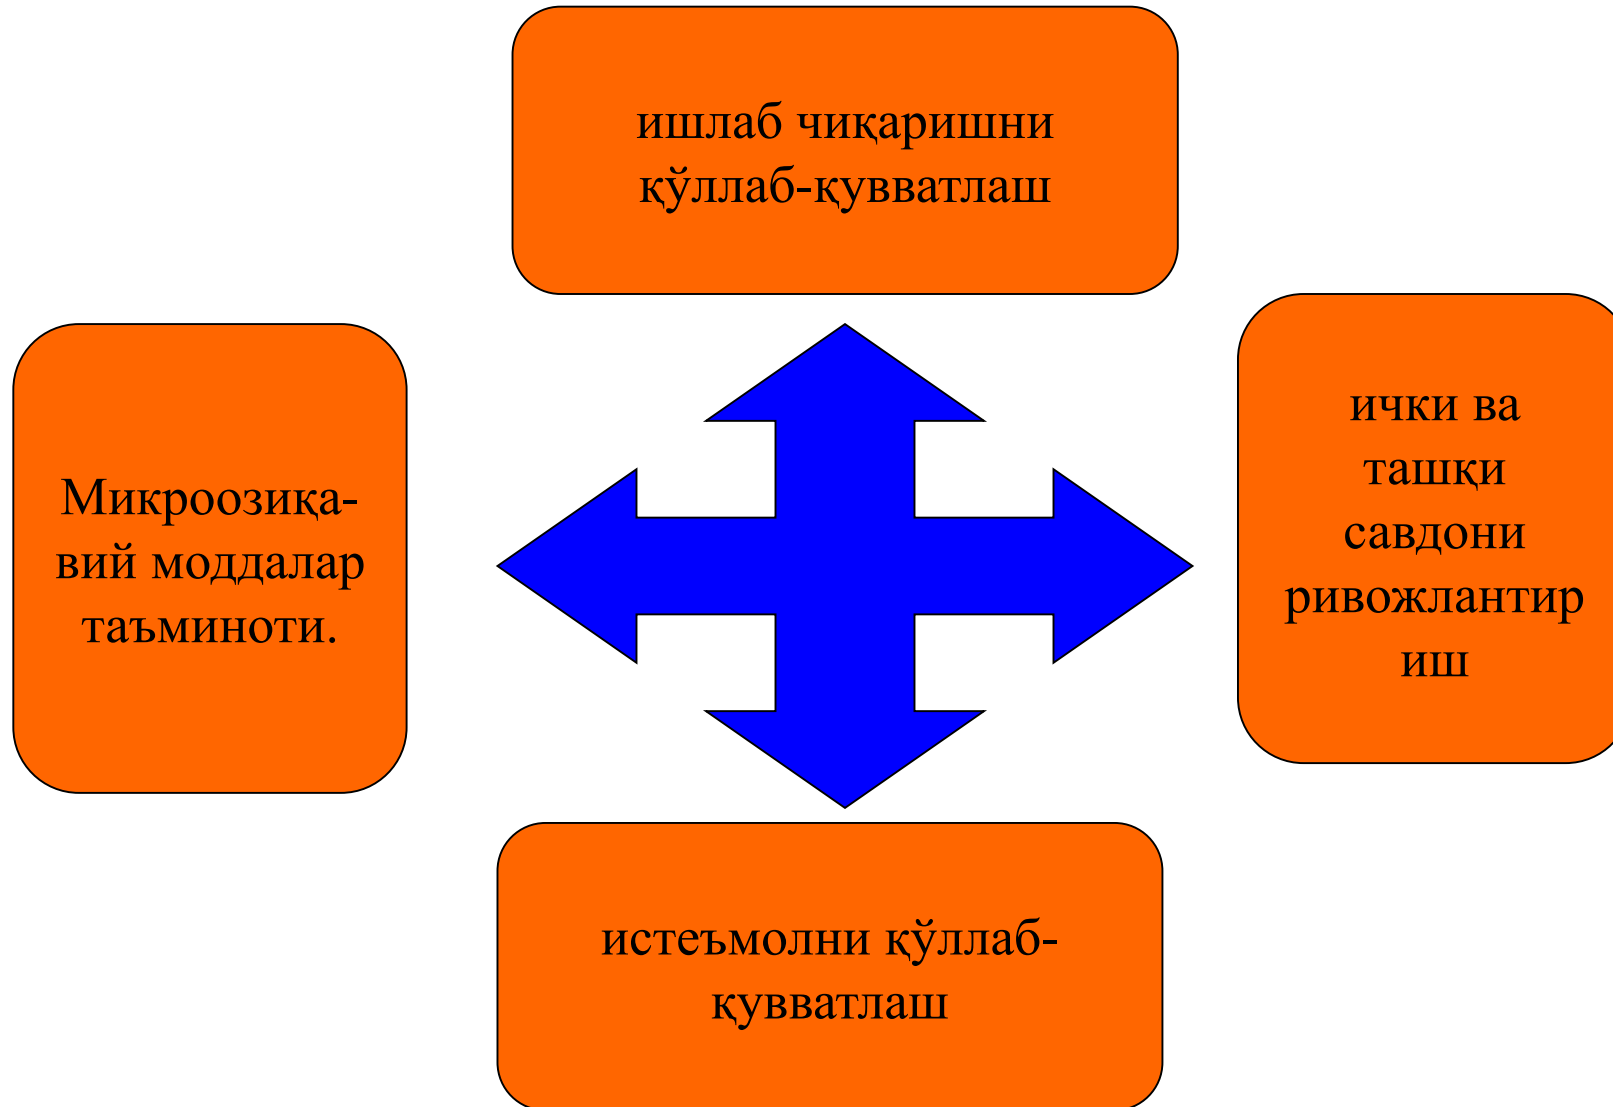 ишлаб чиқаришни
қўллаб-қувватлаш
Микроозиқа-
вий моддалар
таъминоти.
ички ва
ташқи
савдони
ривожлантир
иш
истеъмолни қўллаб-
қувватлаш